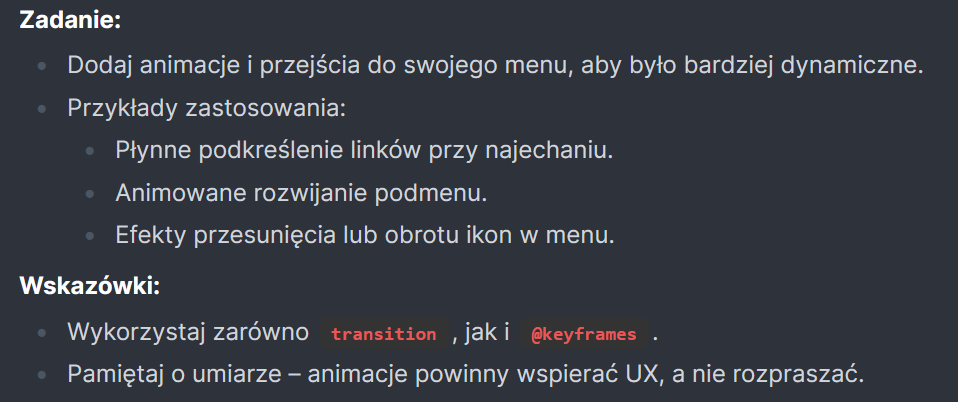 Zadanie:
Dodaj animacje i przejścia do swojego menu, aby było bardziej dynamiczne.
Przykłady zastosowania:
Płynne podkreślenie linków przy najechaniu.
Animowane rozwijanie podmenu.
Efekty przesunięcia lub obrotu ikon w menu.
Wskazówki:
Wykorzystaj zarówno transition , jak i @keyframes .
Pamiętaj o umiarze – animacje powinny wspierać UX, a nie rozpraszać.